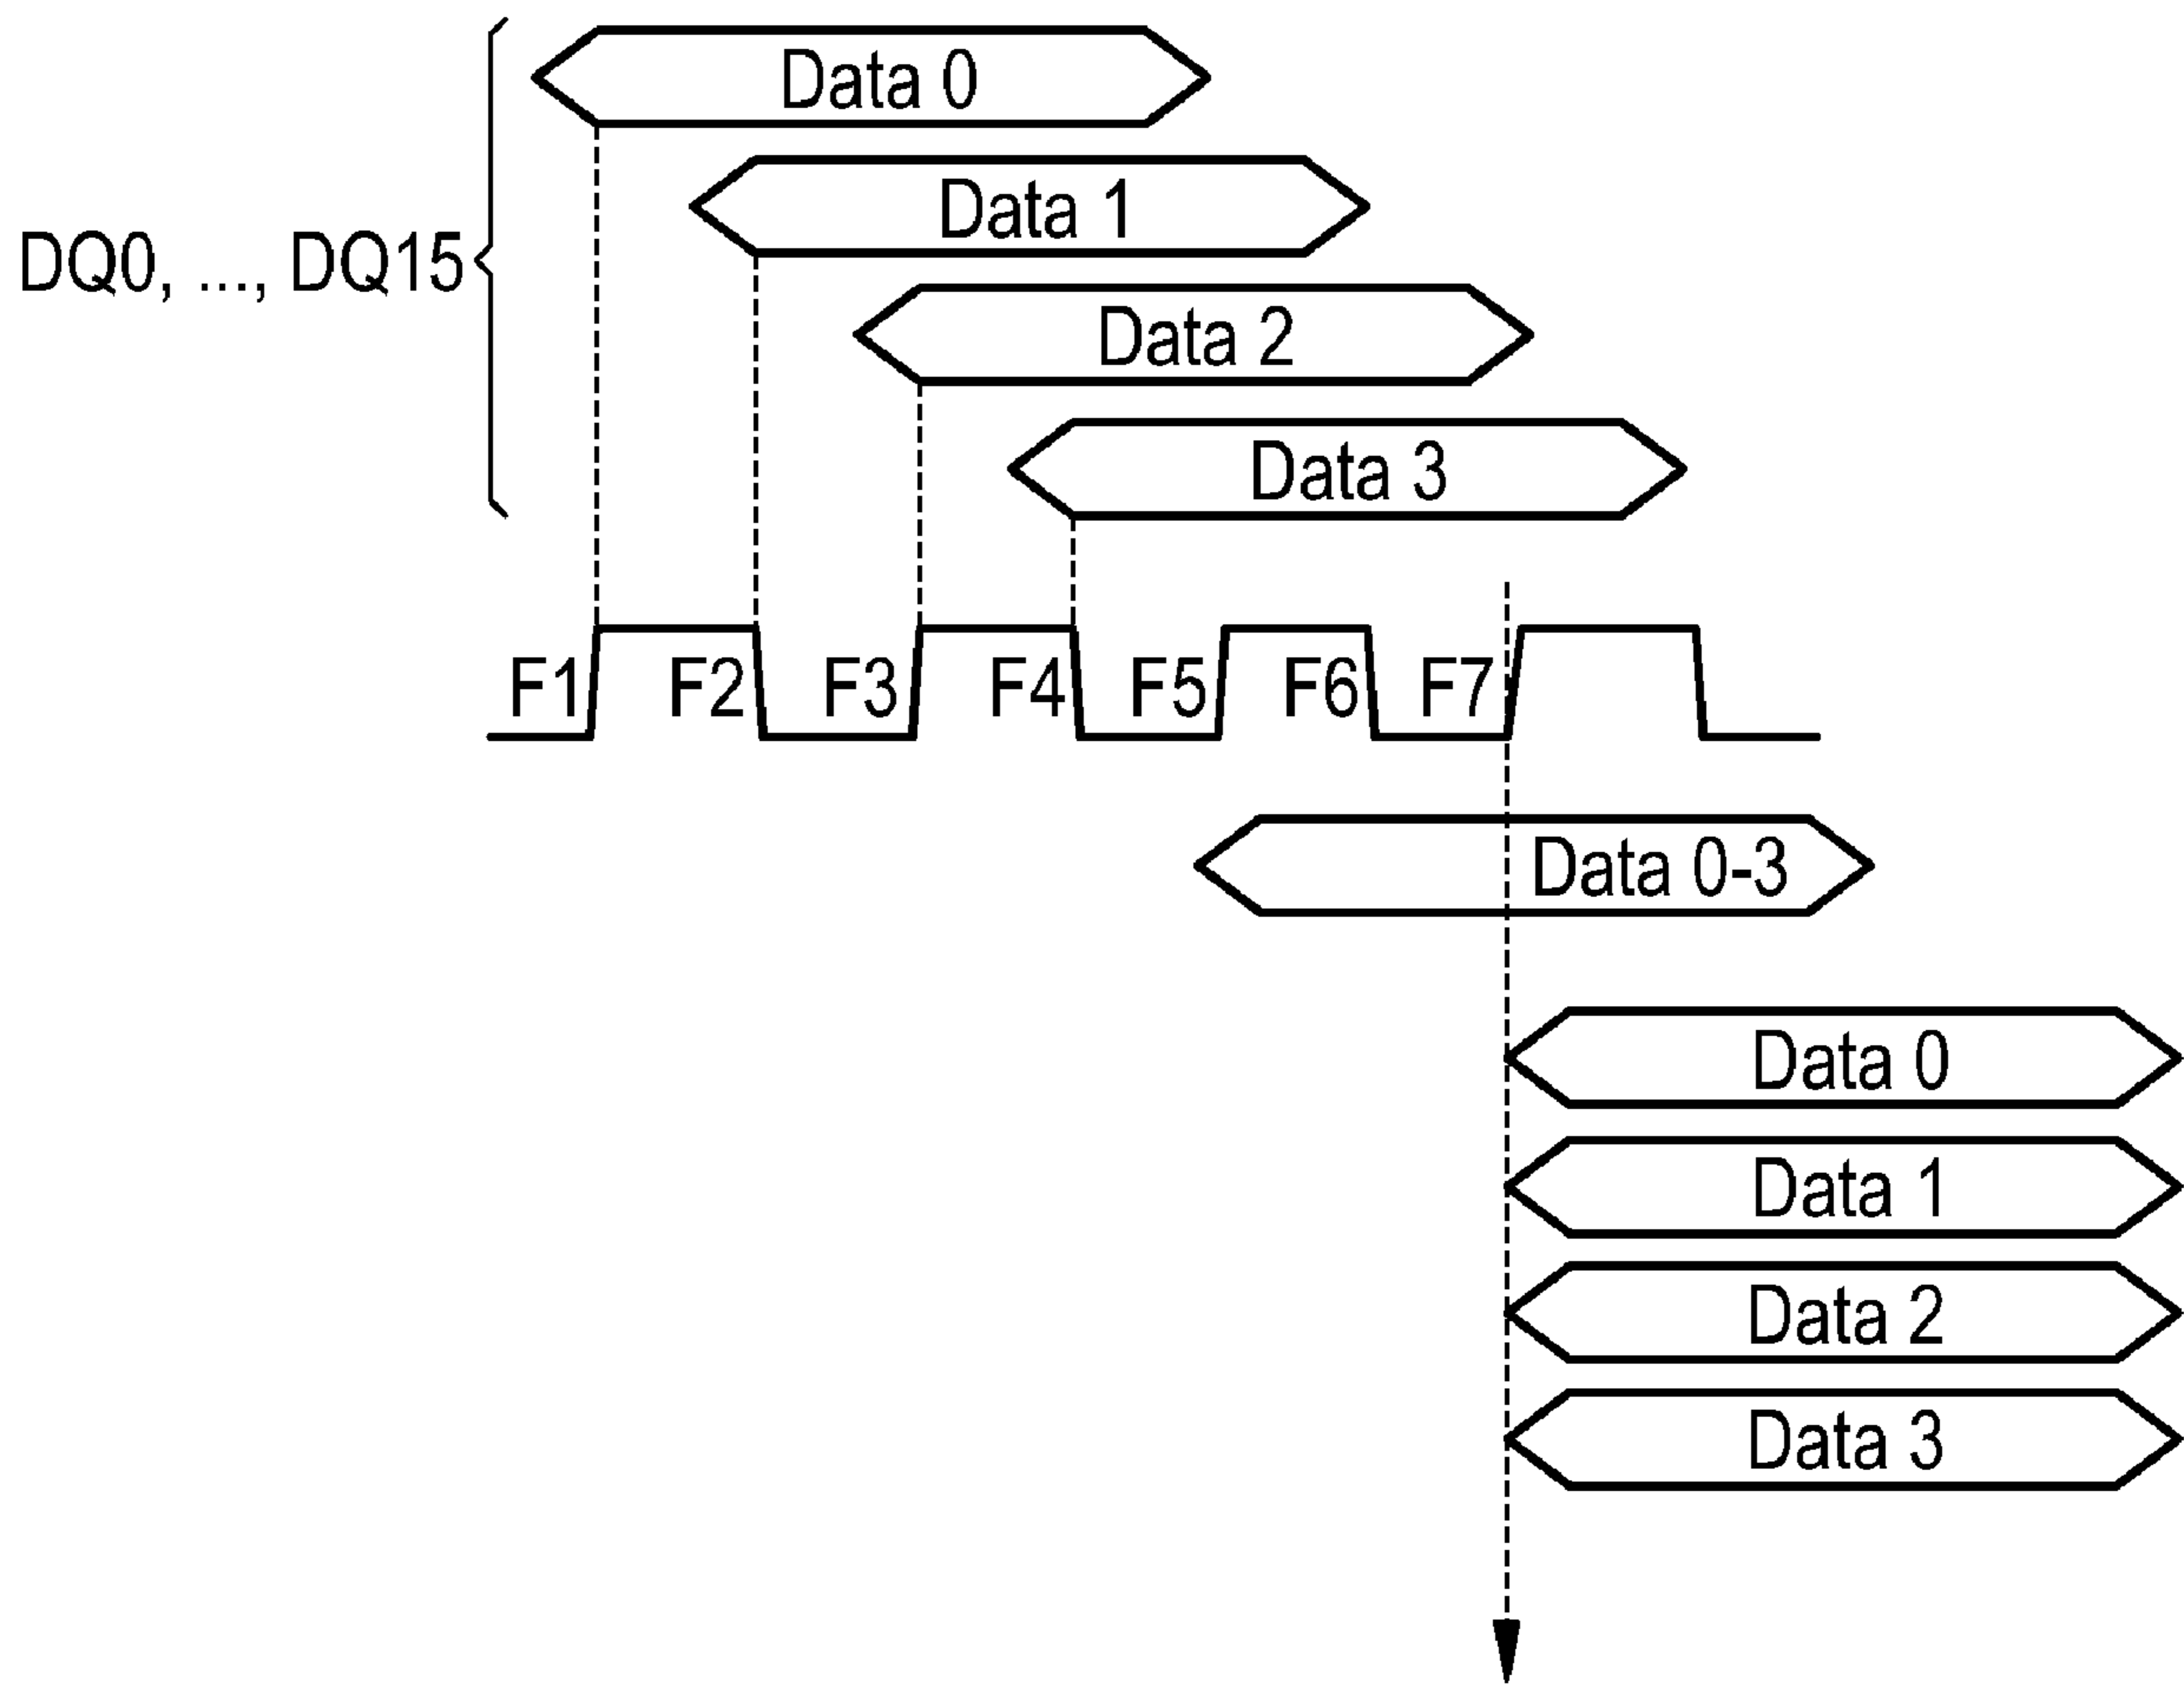 Data 0
Data 1
DQ0, ..., DQ15
Data 2
Data 3
F1 F2 F3 F4 F5 F6 F7
Data 0-3
Data 0
Data 1
Data 2
Data 3